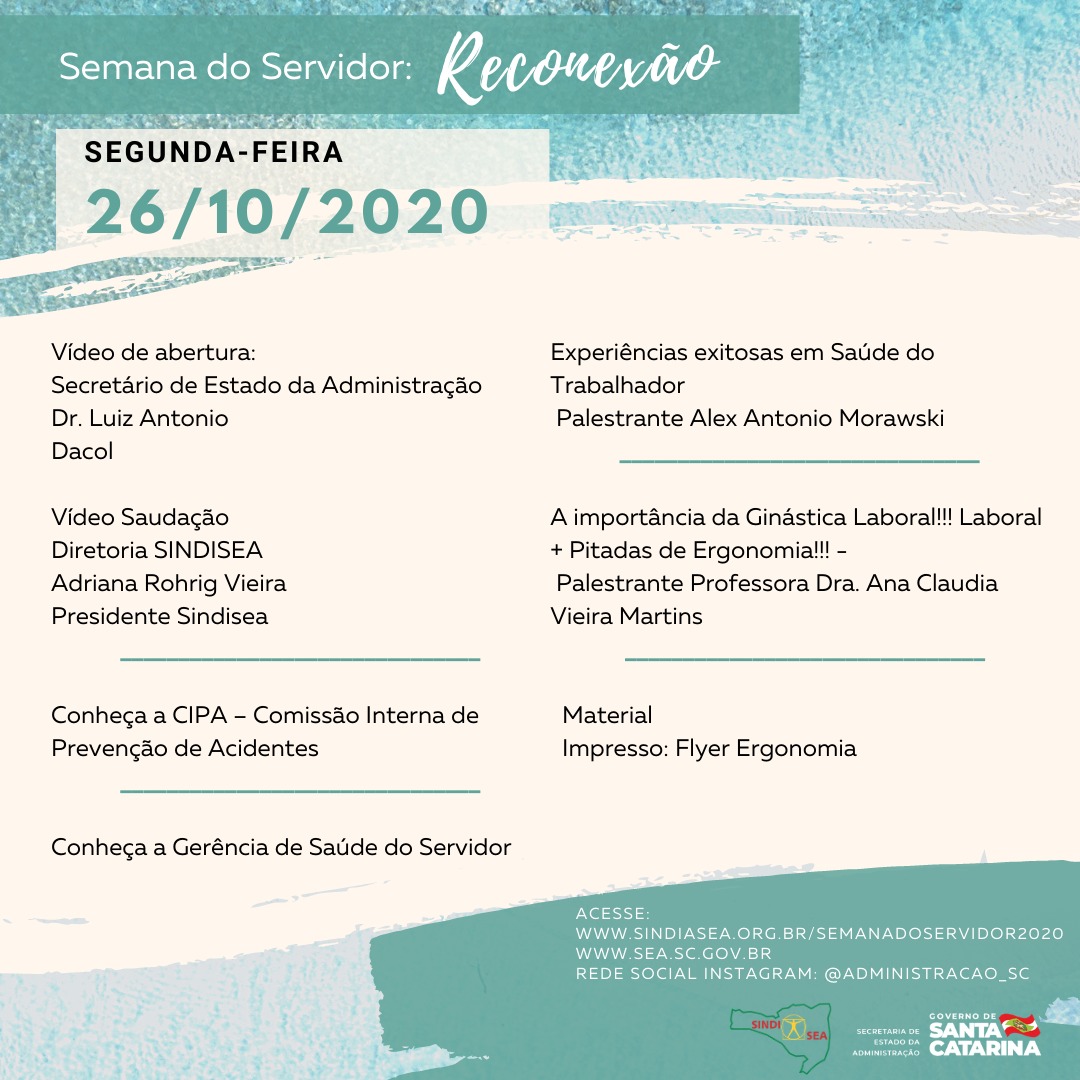 Semana do Servidor: Reconexão
SEGUNDA-FEIRA
26/10/2020
Vídeo de abertura:
Secretário de Estado da Administração
Dr. Luiz Antonio
Dacol
Vídeo Saudação
Diretoria SINDISEA
Adriana Rohrig Vieira
Presidente Sindisea
Conheça a CIPA – Comissão Interna de
Prevenção de Acidentes
Conheça a Gerência de Saúde do Servidor
Experiências exitosas em Saúde do
Trabalhador
Palestrante Alex Antonio Morawski
A importância da Ginástica Laboral!!! Laboral
+ Pitadas de Ergonomia!!! -
Palestrante Professora Dra. Ana Claudia
Vieira Martins
Material
Impresso: Flyer Ergonomia
ACESSE:
WWW.SINDIASEA.ORG.BR/SEMANADOSERVIDOR2020
WWW.SEA.SC.GOV.BR
REDE SOCIAL INSTAGRAM: @ADMINISTRACAO_SC
SINDI SEA
SECRETARIA DE
ESTADO DA
ADMINISTRAÇÃO
GOVERNO DE
SANTA
CATARINA